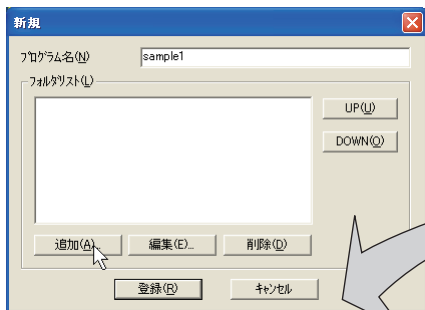 新規
ﾌﾟﾛｸﾞﾗﾑ名(N) sample1
ﾌｫﾙﾀﾞﾘｽﾄ(L)
UP(U)
DOWN(O)
追加(A)... 編集(E)... 削除(D)
登録(R) ｷｬﾝｾﾙ